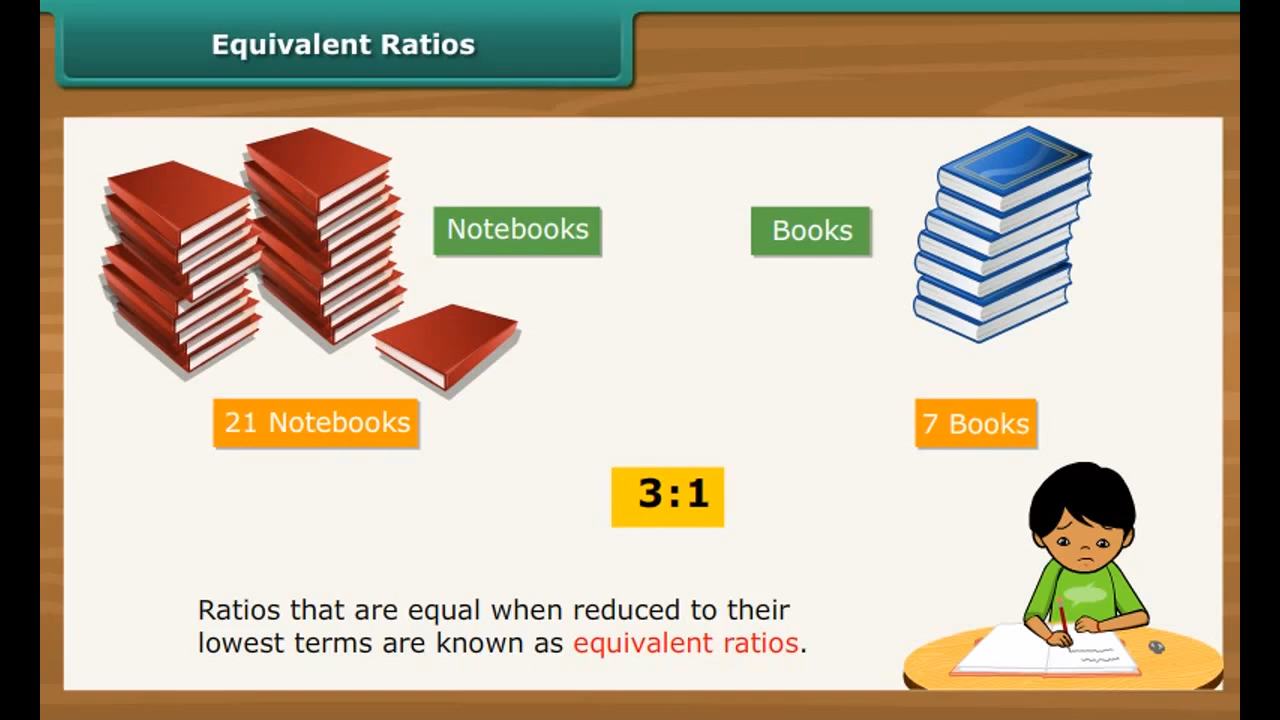 Equivalent Ratios
Notebooks
Books
21 Notebooks
7 Books
3:1
Ratios that are equal when reduced to their
lowest terms are known as equivalent ratios.